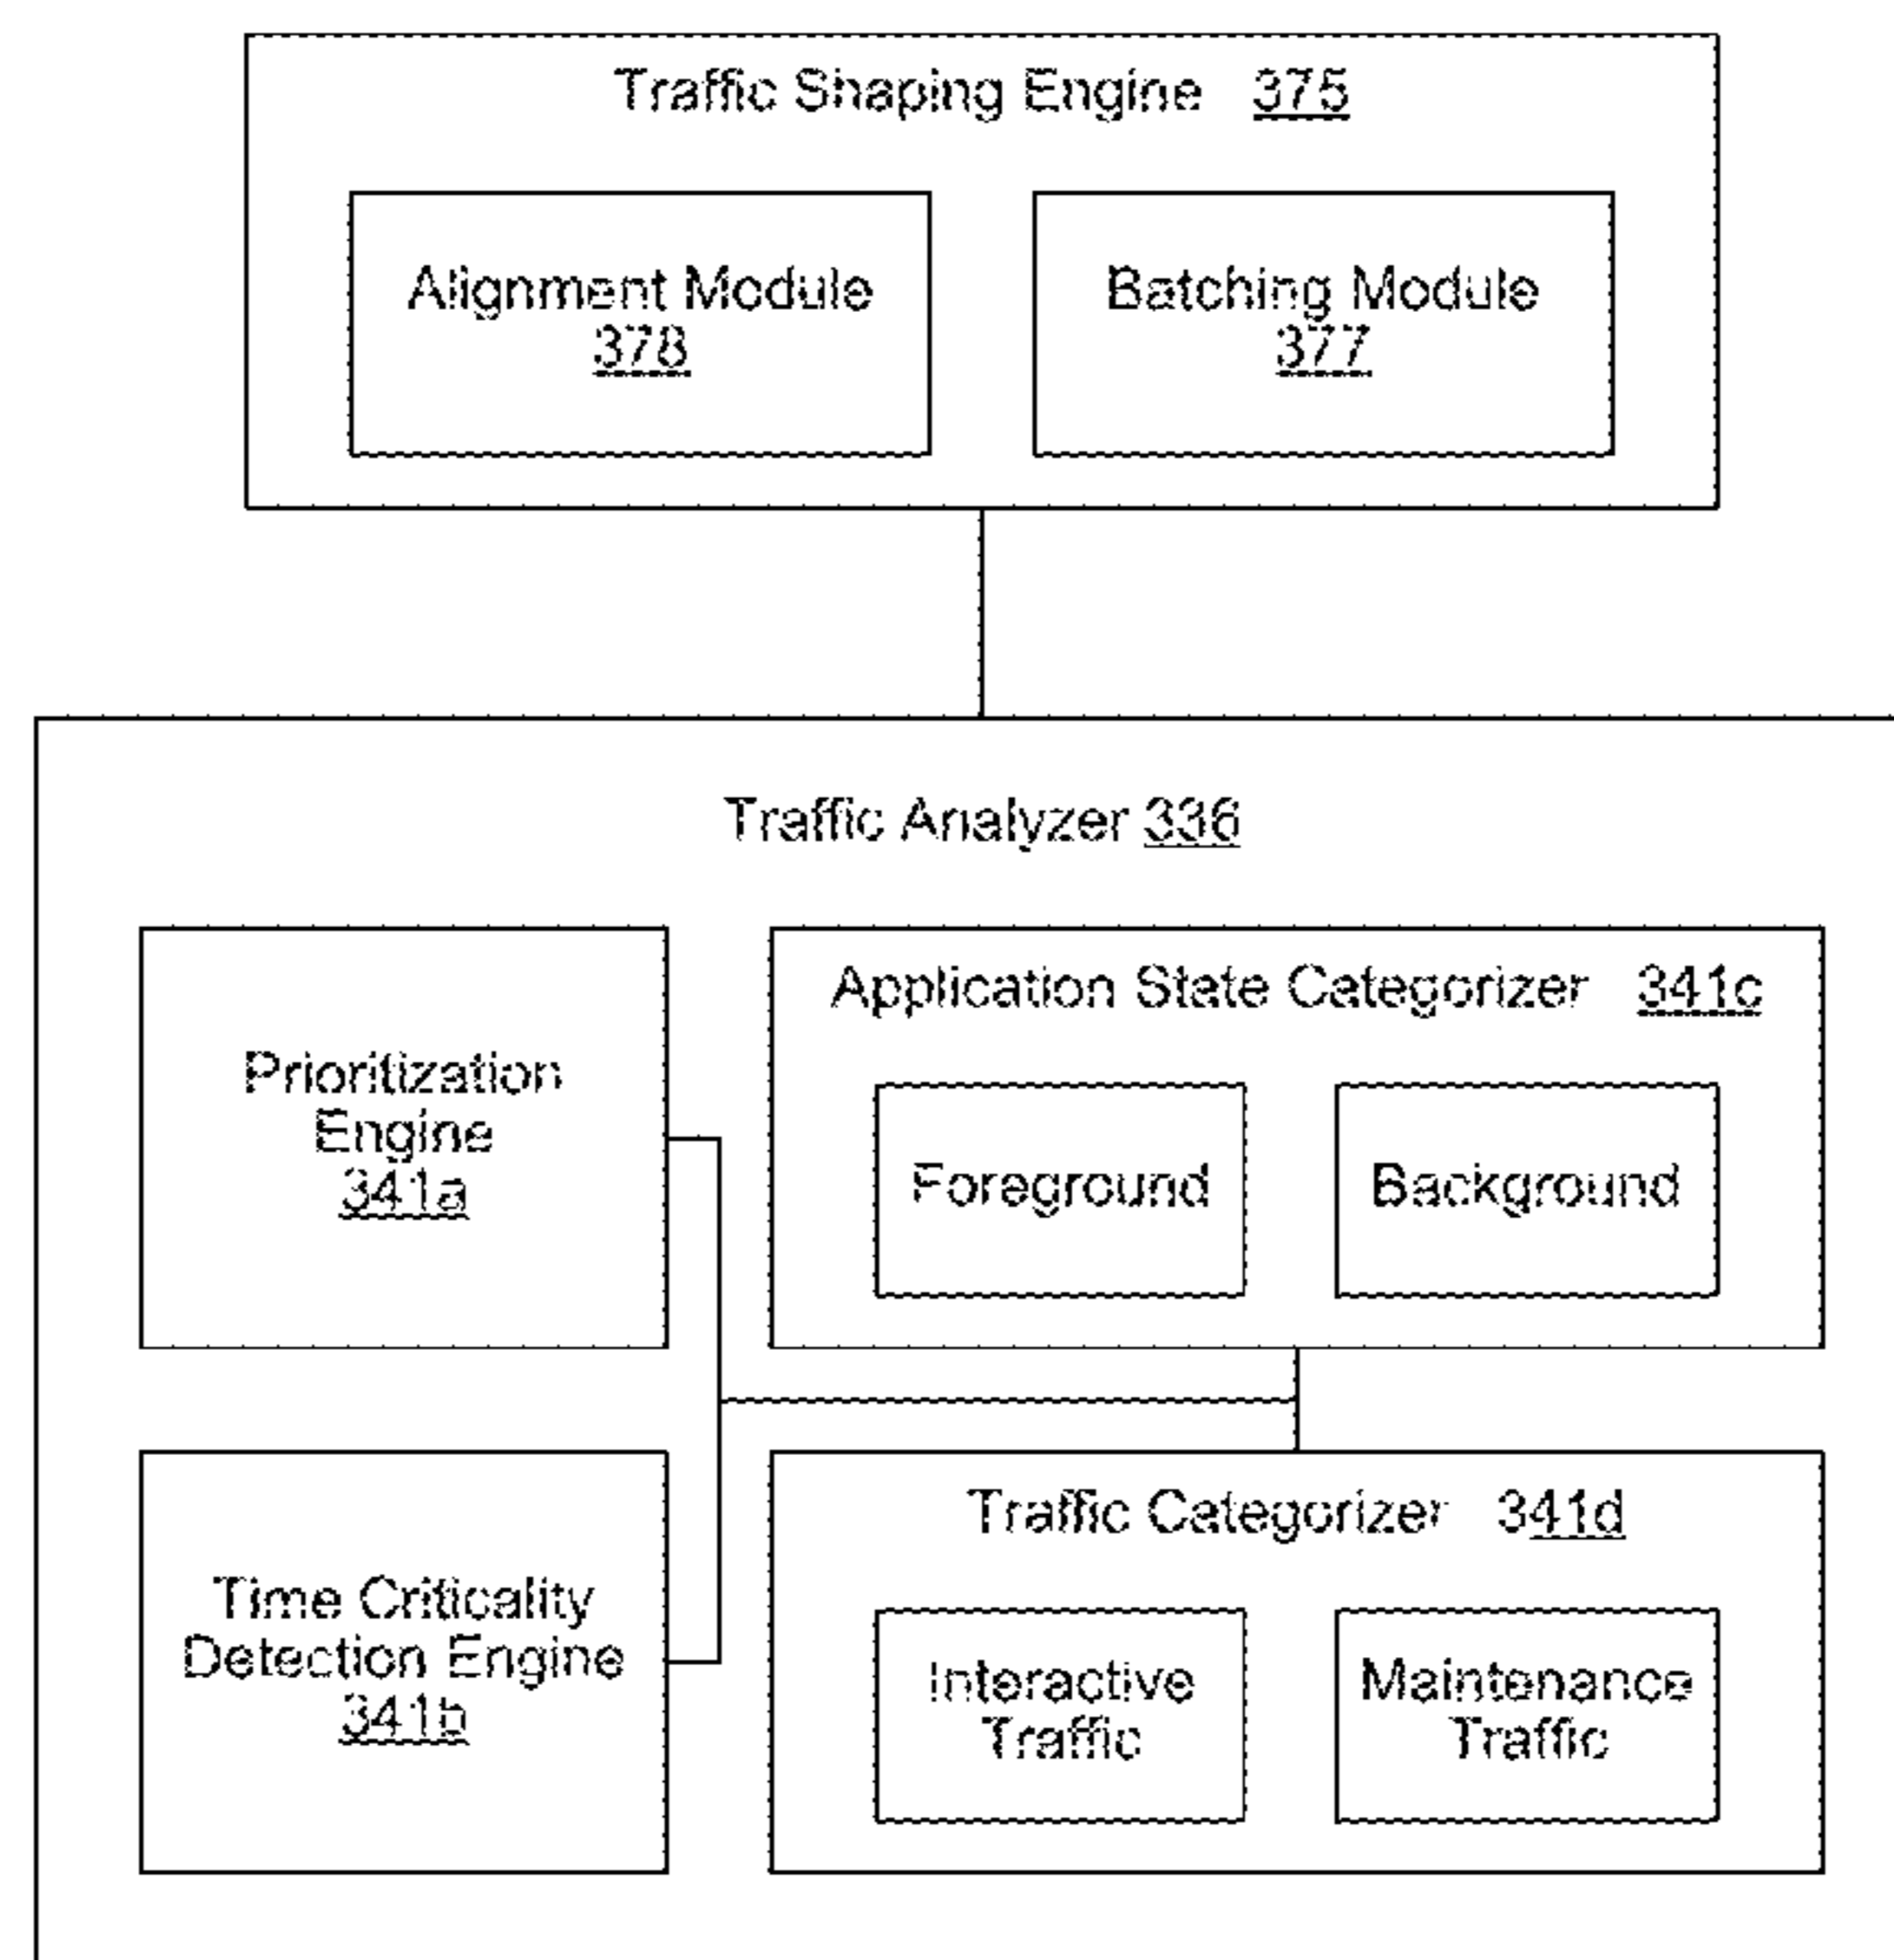 Traffic Shaping Engine 375
Alignment Module
378
Batching Module
377
Traffic Analyzer 336
Prioritization
Engine
341a
Application State Categorizer 341c
Foreground
Background
Time Criticality
Detection Engine
341b
Traffic Categorizer 341d
Interactive
Traffic
Maintenance
Traffic